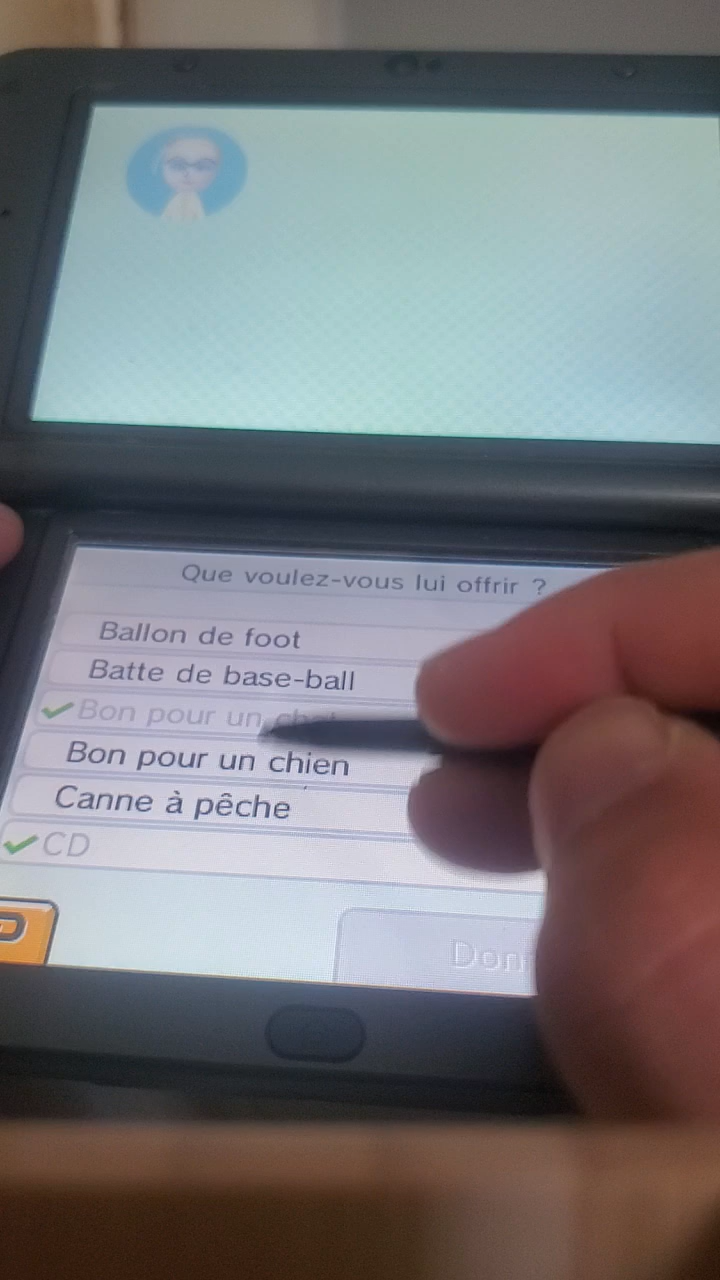 Que voulez-vous lui offrir ?
Ballon de foot
Batte de base-ball
Bon pour un
Bon pour un chien
Canne à pêche
CD